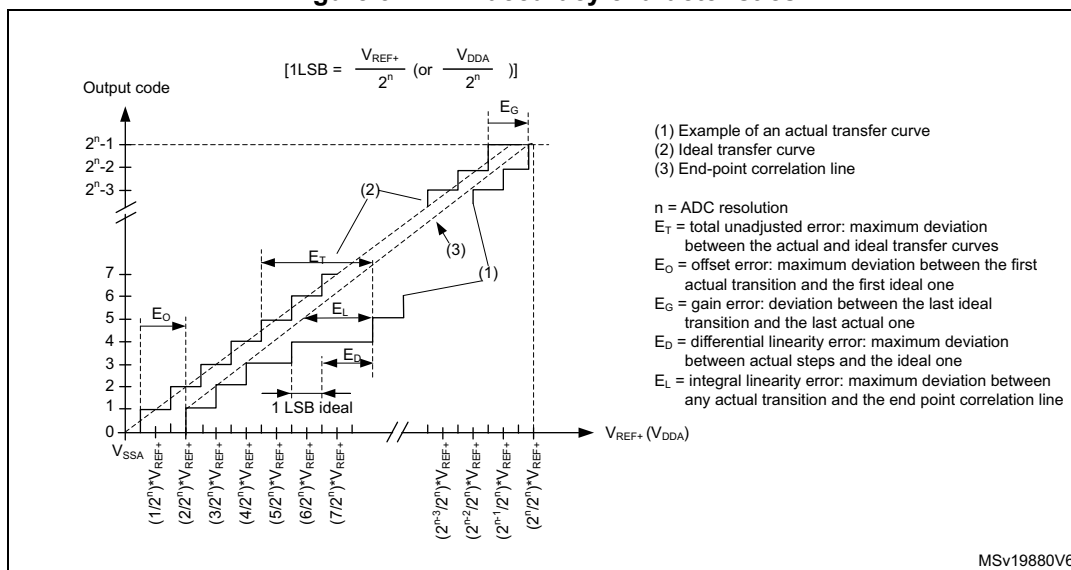 [1LSB = V_REF+ / 2^n (or V_DDA / 2^n )]
Output code
E_G
2^n-1
2^n-2
2^n-3
(2)
(3)
7
E_T
(1)
6
E_O
5
E_L
4
3
E_D
2
1 LSB ideal
1
0
V_SSA
V_REF+ (V_DDA)
(1/2^n)*V_REF+
(2/2^n)*V_REF+
(3/2^n)*V_REF+
(4/2^n)*V_REF+
(5/2^n)*V_REF+
(6/2^n)*V_REF+
(7/2^n)*V_REF+
(2^n-3/2^n)*V_REF+
(2^n-2/2^n)*V_REF+
(2^n-1/2^n)*V_REF+
(2^n/2^n)*V_REF+
(1) Example of an actual transfer curve
(2) Ideal transfer curve
(3) End-point correlation line
n = ADC resolution
E_T = total unadjusted error: maximum deviation
between the actual and ideal transfer curves
E_O = offset error: maximum deviation between the first
actual transition and the first ideal one
E_G = gain error: deviation between the last ideal
transition and the last actual one
E_D = differential linearity error: maximum deviation
between actual steps and the ideal one
E_L = integral linearity error: maximum deviation between
any actual transition and the end point correlation line
MSv19880V6